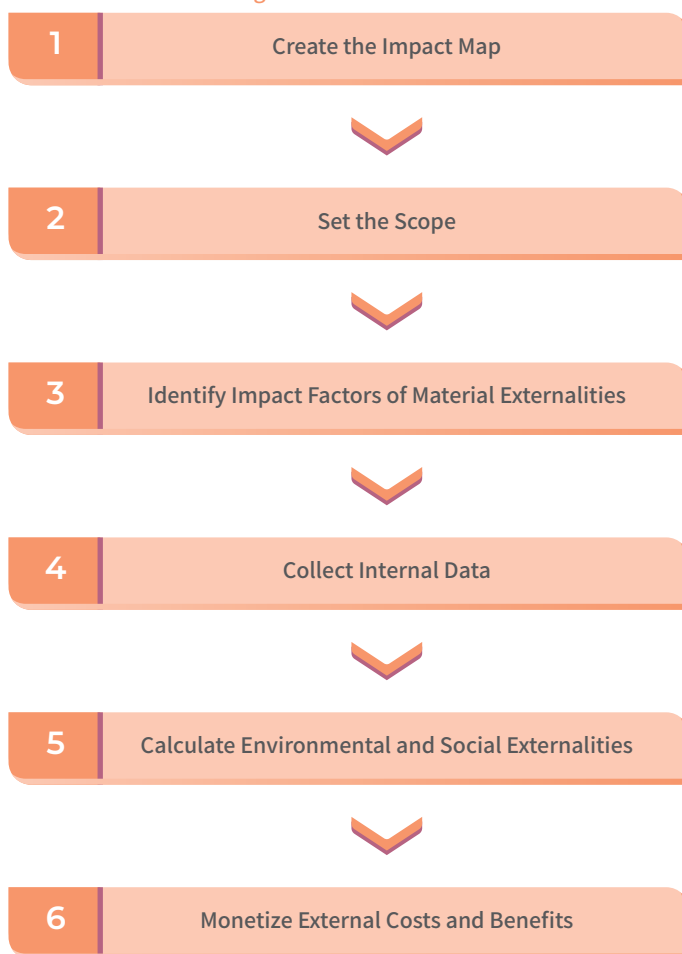 1 Create the Impact Map
2 Set the Scope
3 Identify Impact Factors of Material Externalities
4 Collect Internal Data
5 Calculate Environmental and Social Externalities
6 Monetize External Costs and Benefits